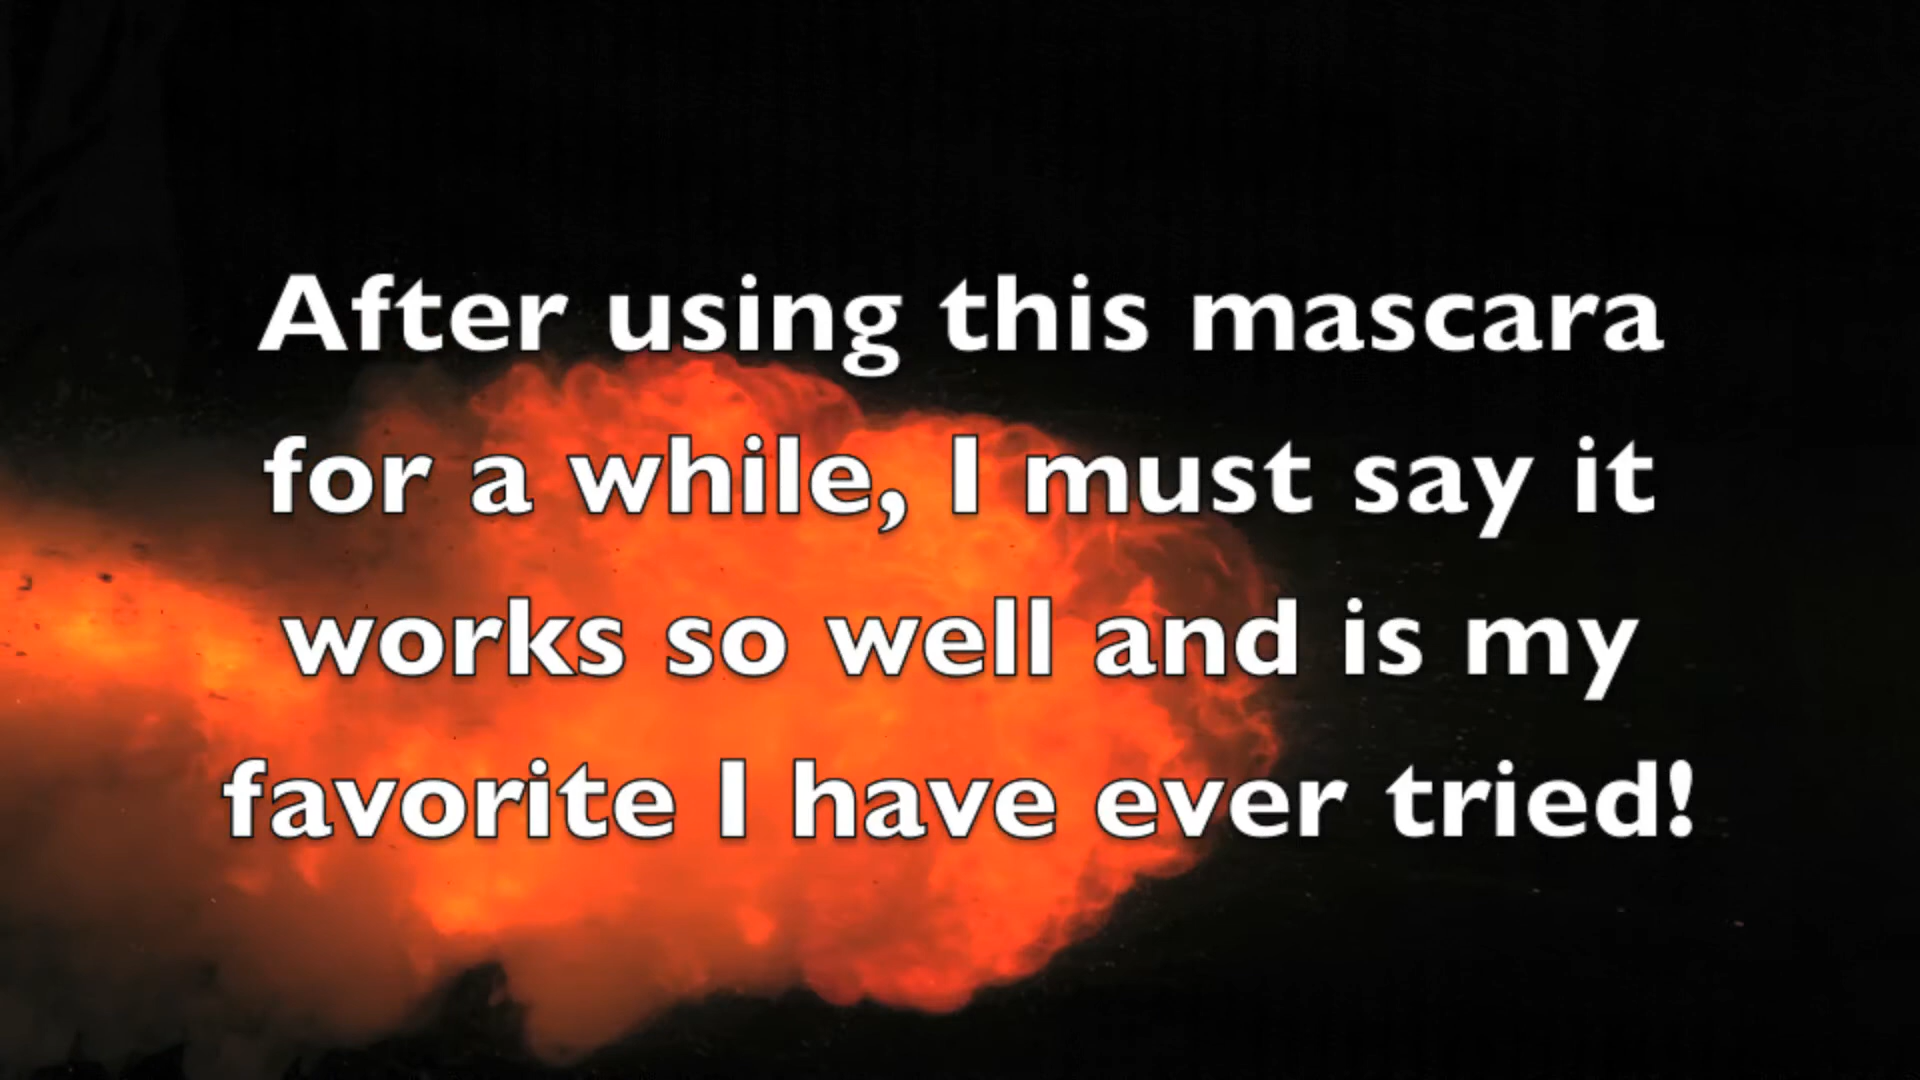 After using this mascara
for a while, I must say it
works so well and is my
favorite I have ever tried!